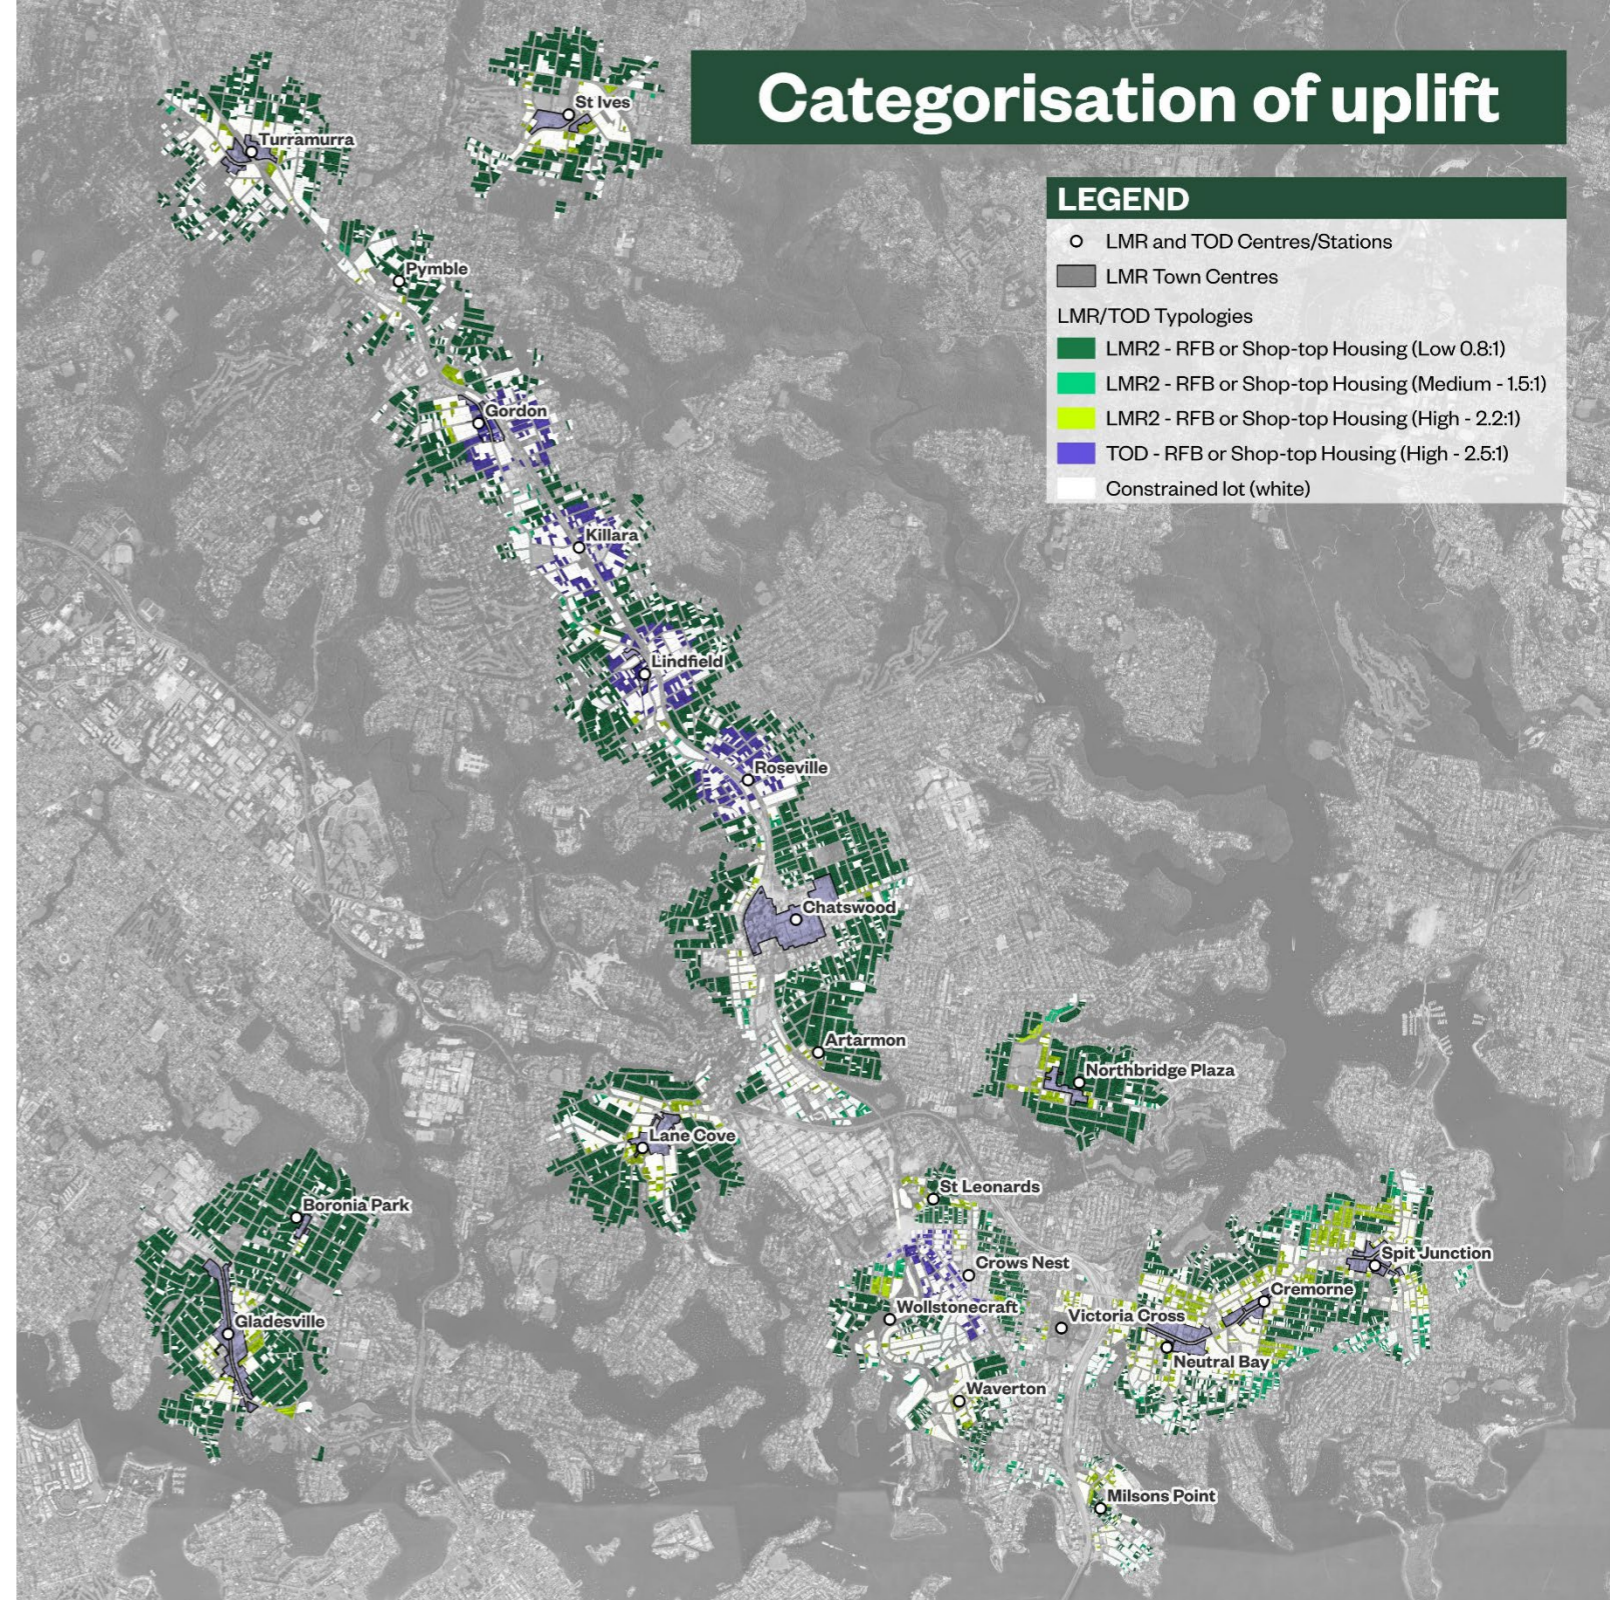 Categorisation of uplift
LEGEND
LMR and TOD Centres/Stations
LMR Town Centres
LMR/TOD Typologies
LMR2 - RFB or Shop-top Housing (Low 0.8:1)
LMR2 - RFB or Shop-top Housing (Medium - 1.5:1)
LMR2 - RFB or Shop-top Housing (High - 2.2:1)
TOD - RFB or Shop-top Housing (High - 2.5:1)
Constrained lot (white)
St Ives
Turramurra
Pymble
Gordon
Killara
Lindfield
Roseville
Chatswood
Artarmon
Northbridge Plaza
Lane Cove
St Leonards
Boronia Park
Spit Junction
Crows Nest
Cremorne
Wollstonecraft
Victoria Cross
Gladesville
Neutral Bay
Waverton
Milsons Point